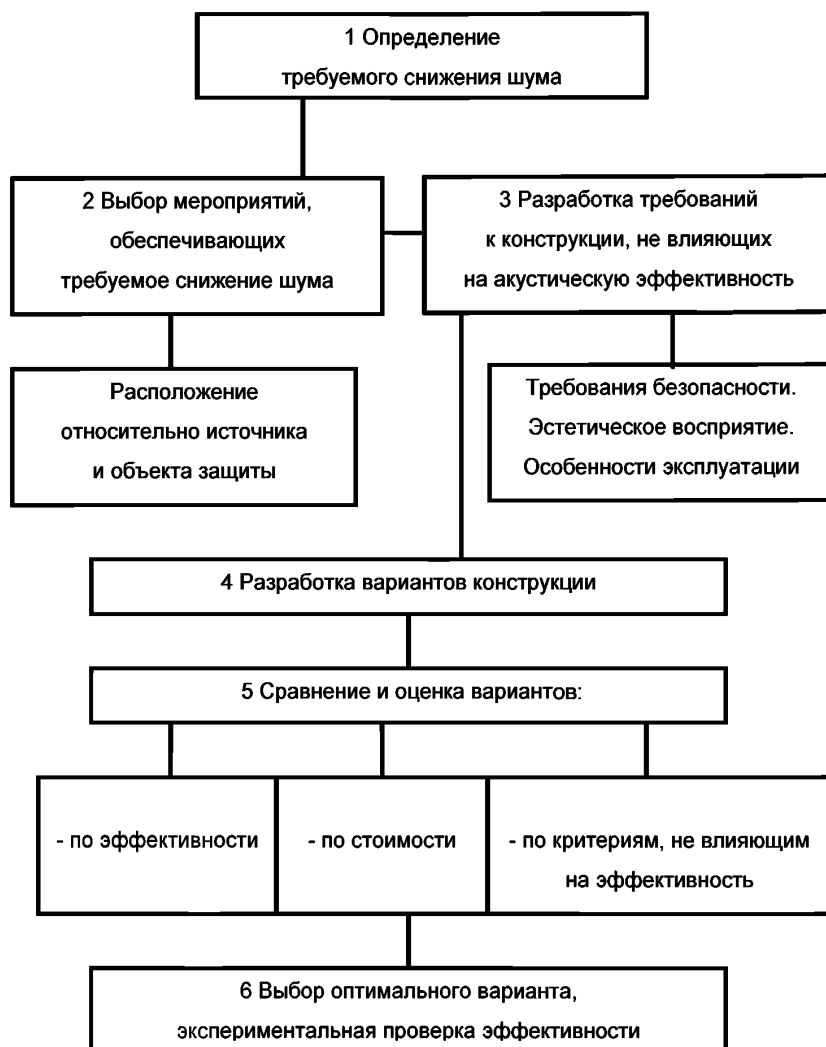 1 Определение
требуемого снижения шума
2 Выбор мероприятий,
обеспечивающих
требуемое снижение шума
3 Разработка требований
к конструкции, не влияющих
на акустическую эффективность
Расположение
относительно источника
и объекта защиты
Требования безопасности.
Эстетическое восприятие.
Особенности эксплуатации
4 Разработка вариантов конструкции
5 Сравнение и оценка вариантов:
- по эффективности
- по стоимости
- по критериям, не влияющим
на эффективность
6 Выбор оптимального варианта,
экспериментальная проверка эффективности